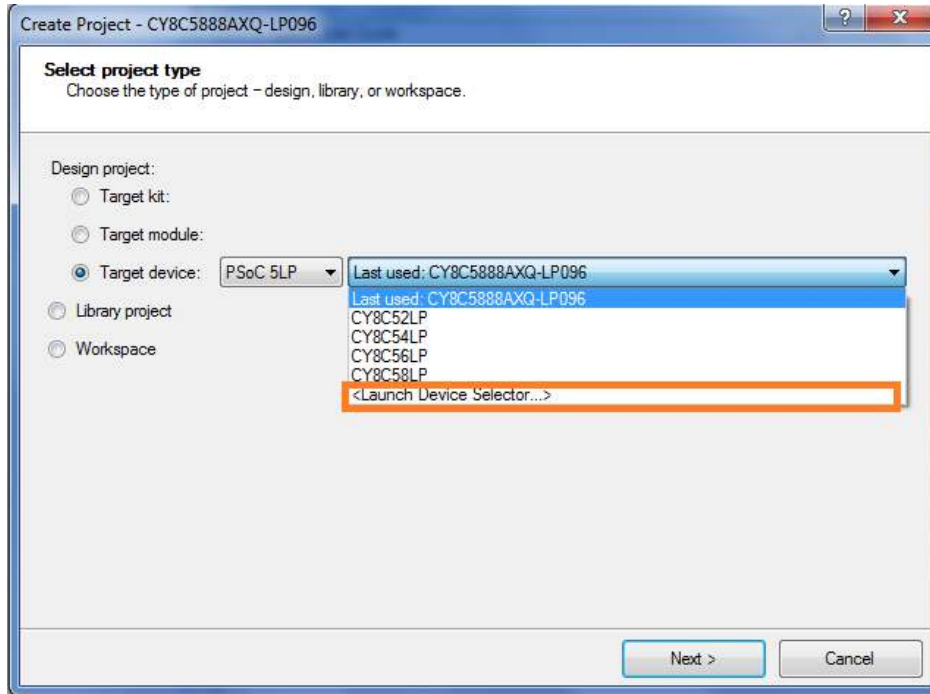 Create Project - CY8C5888AXQ-LP096
Select project type
Choose the type of project – design, library, or workspace.
Design project:
Target kit:
Target module:
Target device: PSoC 5LP Last used: CY8C5888AXQ-LP096
Last used: CY8C5888AXQ-LP096
CY8C52LP
CY8C54LP
CY8C56LP
CY8C58LP
<Launch Device Selector...>
Library project
Workspace
Next > Cancel